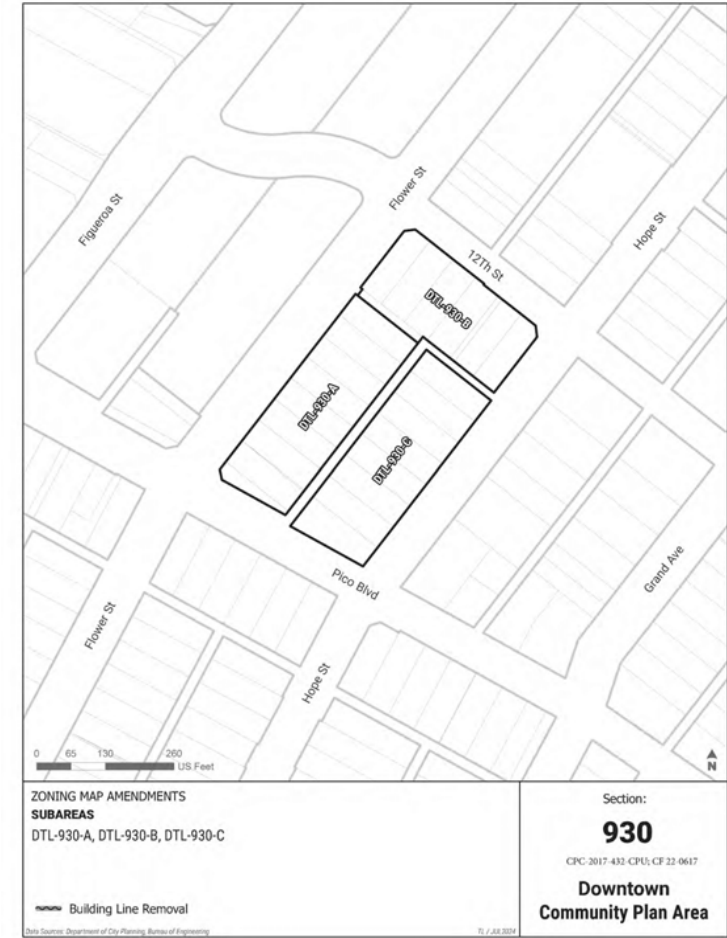 Figueroa St
Flower St
Hope St
12Th St
DTL-930-B
DTL-930-A
DTL-930-C
Pico Blvd
Grand Ave
Flower St
Hope St
0 65 130 260
US Feet
N
ZONING MAP AMENDMENTS
SUBAREAS
DTL-930-A, DTL-930-B, DTL-930-C
Building Line Removal
Data Sources: Department of City Planning, Bureau of Engineering
TL / JUL 2024
Section:
930
CPC-2017-432-CPU; CF 22-0617
Downtown
Community Plan Area